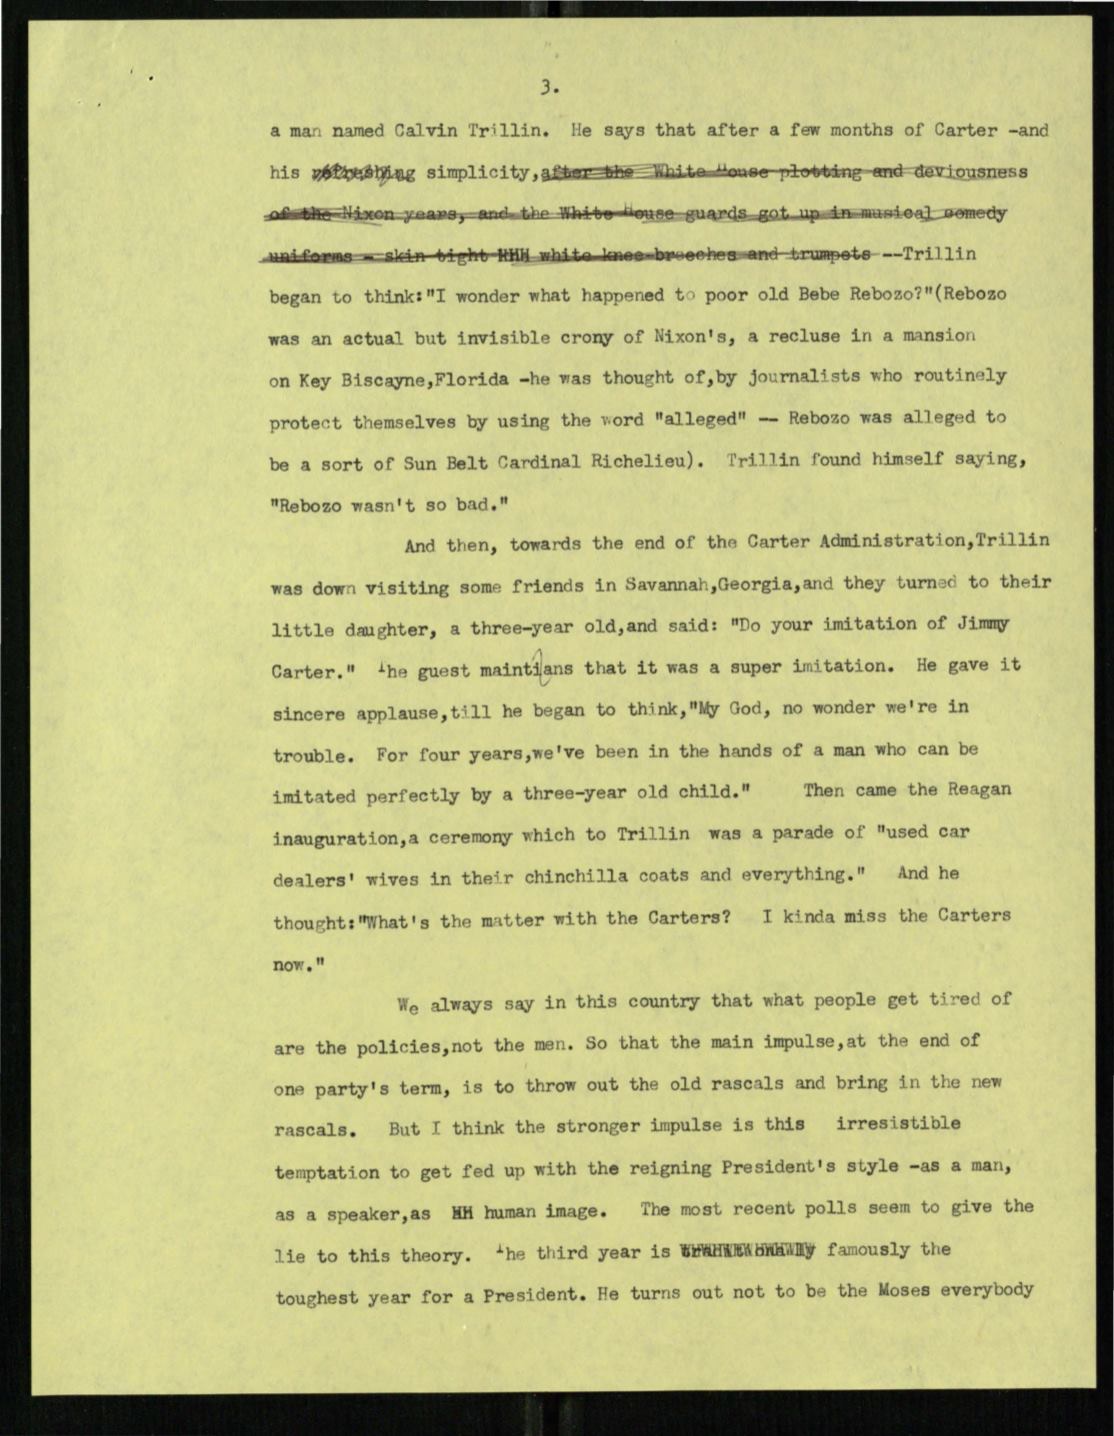 3.
a man named Calvin Trillin.  He says that after a few months of Carter -and
his refreshing simplicity,after the White House plotting and deviousness
of the Nixon years, and the White House guards got up in musical comedy
uniforms - skin tight HHH white knee-breeches and trumpets --Trillin
began to think:"I wonder what happened to poor old Bebe Rebozo?"(Rebozo
was an actual but invisible crony of Nixon's, a recluse in a mansion
on Key Biscayne,Florida -he was thought of,by journalists who routinely
protect themselves by using the word "alleged" -- Rebozo was alleged to
be a sort of Sun Belt Cardinal Richelieu).  Trillin found himself saying,
"Rebozo wasn't so bad."
And then, towards the end of the Carter Administration,Trillin
was down visiting some friends in Savannah,Georgia,and they turned to their
little daughter, a three-year old,and said: "Do your imitation of Jimmy
Carter."  The guest maintians that it was a super imitation.  He gave it
sincere applause,till he began to think,"My God, no wonder we're in
trouble.  For four years,we've been in the hands of a man who can be
imitated perfectly by a three-year old child."    Then came the Reagan
inauguration,a ceremony which to Trillin  was a parade of "used car
dealers' wives in their chinchilla coats and everything."   And he
thought:"What's the matter with the Carters?   I kinda miss the Carters
now."
We always say in this country that what people get tired of
are the policies,not the men. So that the main impulse,at the end of
one party's term, is to throw out the old rascals and bring in the new
rascals.   But I think the stronger impulse is this   irresistible
temptation to get fed up with the reigning President's style -as a man,
as a speaker,as HH human image.   The most recent polls seem to give the
lie to this theory.  The third year is famously the
toughest year for a President. He turns out not to be the Moses everybody